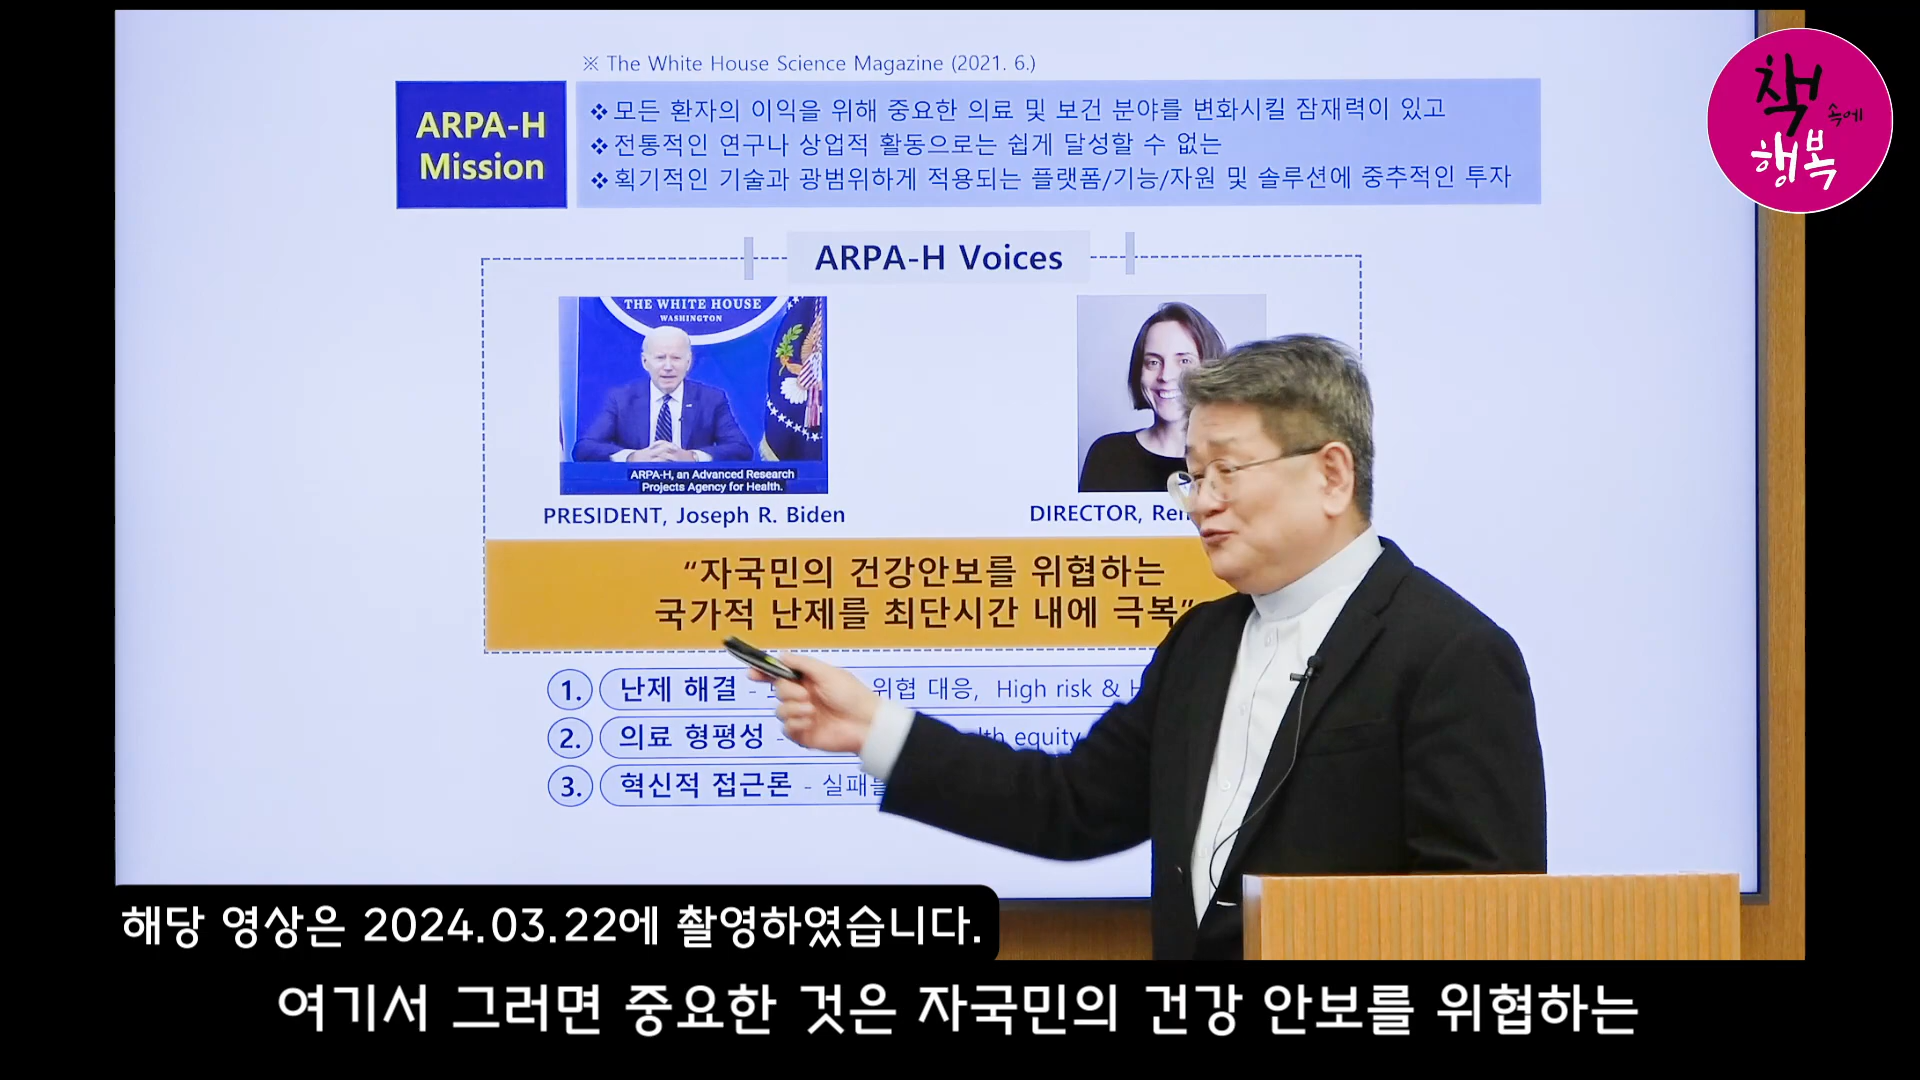 ※ The White House Science Magazine (2021. 6.)
ARPA-H
Mission
❖ 모든 환자의 이익을 위해 중요한 의료 및 보건 분야를 변화시킬 잠재력이 있고
❖ 전통적인 연구나 상업적 활동으로는 쉽게 달성할 수 없는
❖ 획기적인 기술과 광범위하게 적용되는 플랫폼/기능/자원 및 솔루션에 중추적인 투자
책
속에
행복
ARPA-H Voices
THE WHITE HOUSE
WASHINGTON
ARPA-H, an Advanced Research
Projects Agency for Health.
PRESIDENT, Joseph R. Biden
DIRECTOR,
“자국민의 건강안보를 위협하는
국가적 난제를 최단시간 내에 극복”
1. 난제 해결 - 위협 대응, High risk &
2. 의료 형평성 - equity
3. 혁신적 접근론 -
해당 영상은 2024.03.22에 촬영하였습니다.
여기서 그러면 중요한 것은 자국민의 건강 안보를 위협하는